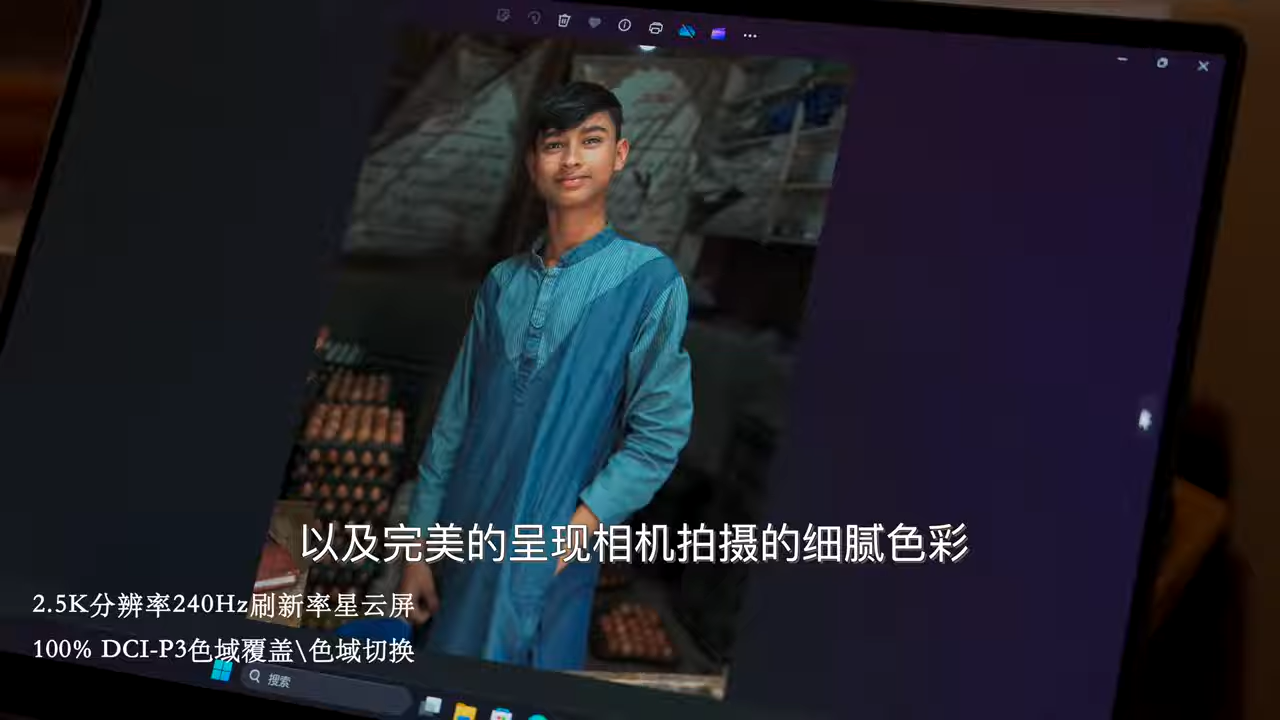 以及完美的呈现相机拍摄的细腻色彩
2.5K分辨率240Hz刷新率星云屏
100% DCI-P3色域覆盖\色域切换
搜索